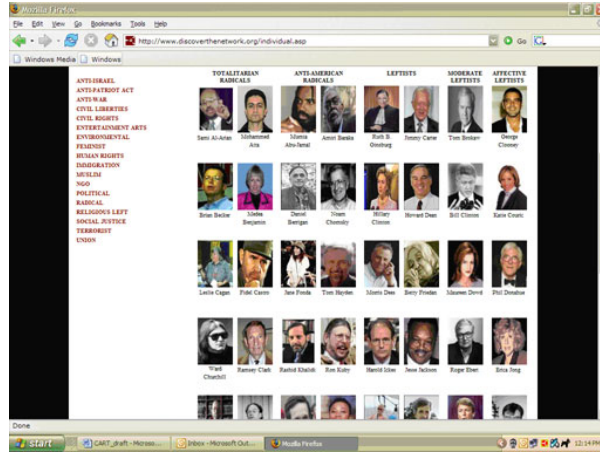 Mozilla Firefox
File Edit View Go Bookmarks Tools Help
http://www.discoverthenetwork.org/individual.asp
Go
Windows Media Windows
ANTI-ISRAEL
ANTI-PATRIOT ACT
ANTI-WAR
CIVIL LIBERTIES
CIVIL RIGHTS
ENTERTAINMENT ARTS
ENVIRONMENTAL
FEMINIST
HUMAN RIGHTS
IMMIGRATION
MUSLIM
NGO
POLITICAL
RADICAL
RELIGIOUS LEFT
SOCIAL JUSTICE
TERRORIST
UNION
TOTALITARIAN RADICALS
ANTI-AMERICAN RADICALS
LEFTISTS
MODERATE LEFTISTS
AFFECTIVE LEFTISTS
Sami Al-Arian Mohammed Atta Mumia Abu-Jamal Amiri Baraka Ruth B. Ginsburg Jimmy Carter Tom Brokaw George Clooney
Brian Becker Medea Benjamin Daniel Berrigan Noam Chomsky Hillary Clinton Howard Dean Bill Clinton Katie Couric
Leslie Cagan Fidel Castro Jane Fonda Tom Hayden Morris Dees Betty Friedan Maureen Dowd Phil Donahue
Ward Churchill Ramsey Clark Rashid Khalidi Ron Kuby Harold Ickes Jesse Jackson Roger Ebert Erica Jong
Done
start CART_draft - Microso... Inbox - Microsoft Out... Mozilla Firefox 12:14 PM